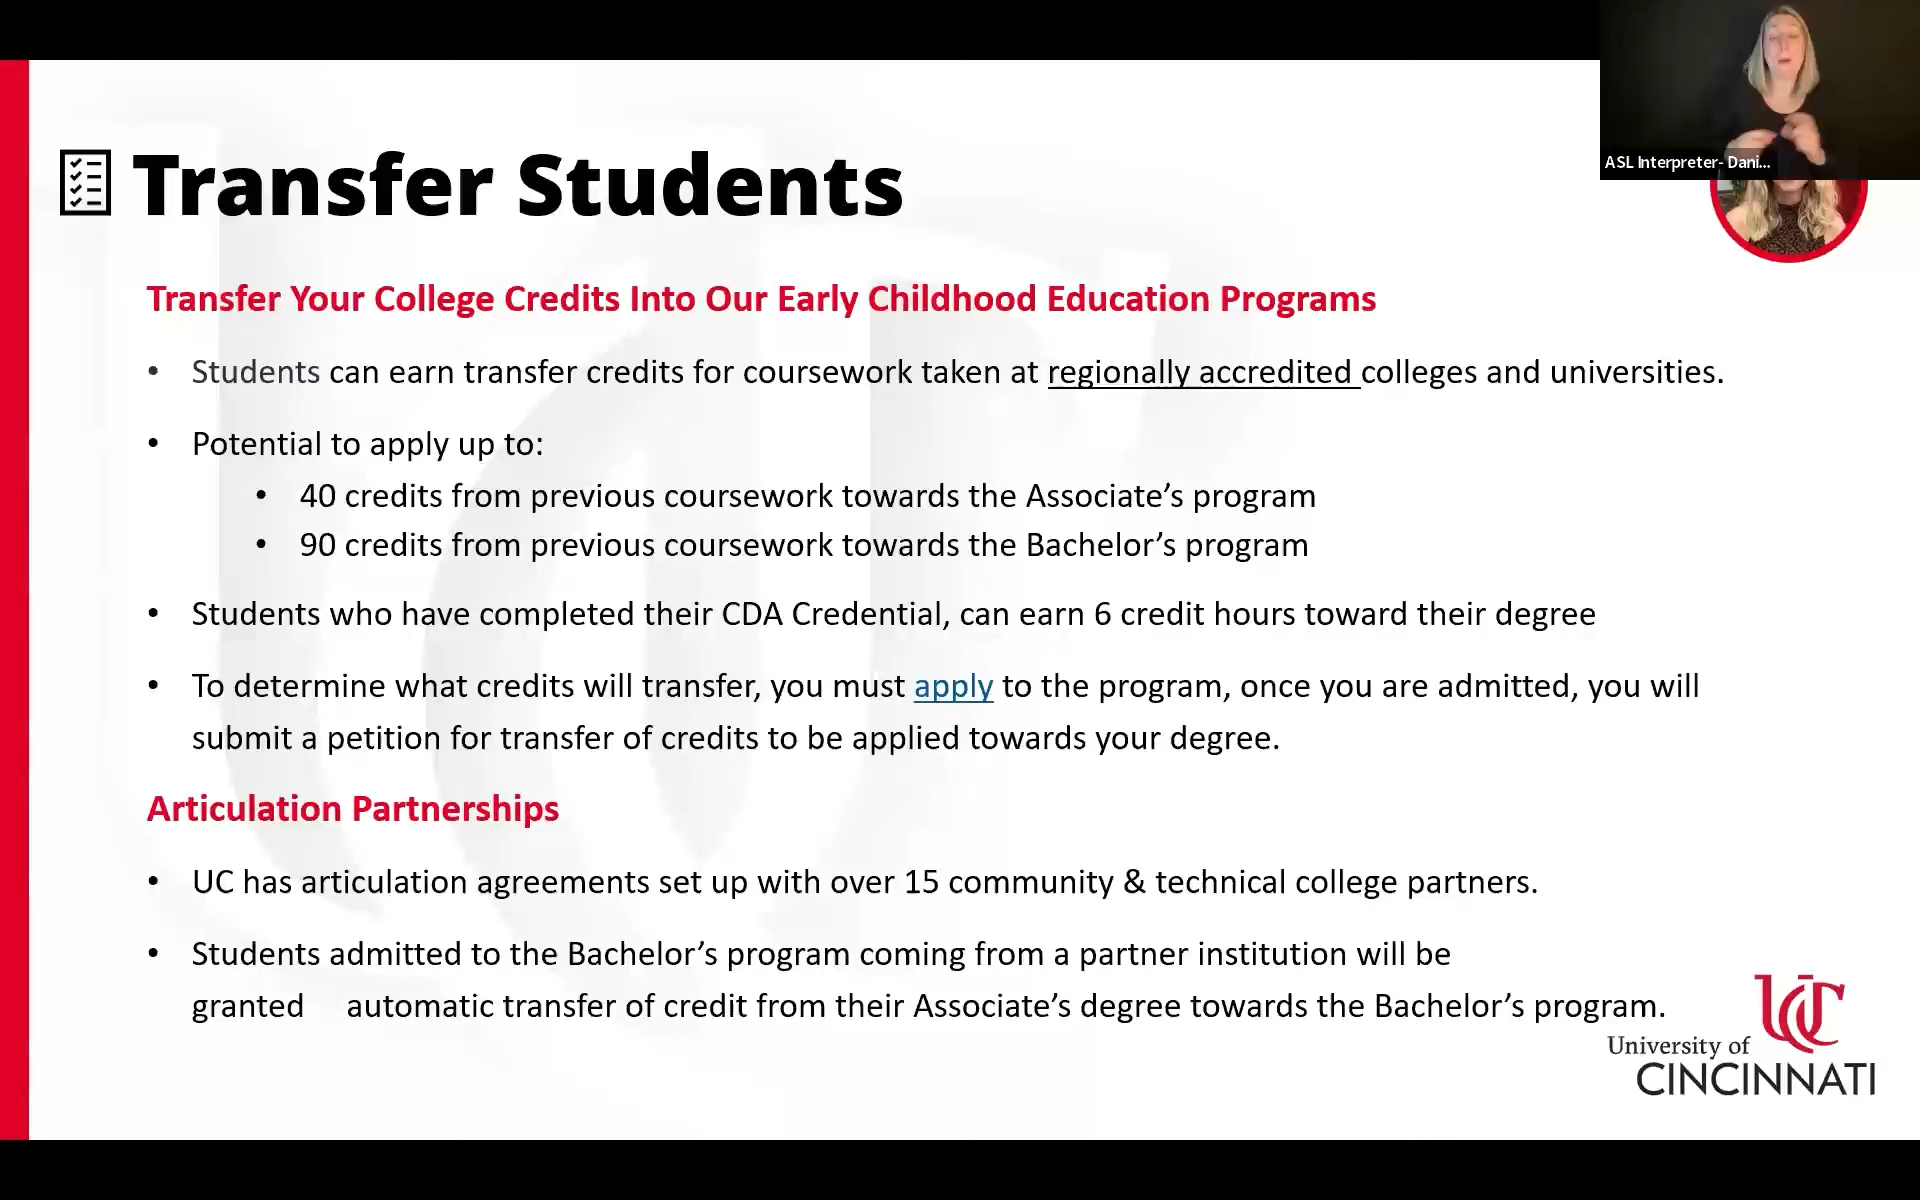 ASL Interpreter- Dani...
Transfer Students
Transfer Your College Credits Into Our Early Childhood Education Programs
• Students can earn transfer credits for coursework taken at regionally accredited colleges and universities.
• Potential to apply up to:
• 40 credits from previous coursework towards the Associate’s program
• 90 credits from previous coursework towards the Bachelor’s program
• Students who have completed their CDA Credential, can earn 6 credit hours toward their degree
• To determine what credits will transfer, you must apply to the program, once you are admitted, you will
submit a petition for transfer of credits to be applied towards your degree.
Articulation Partnerships
• UC has articulation agreements set up with over 15 community & technical college partners.
• Students admitted to the Bachelor’s program coming from a partner institution will be
granted automatic transfer of credit from their Associate’s degree towards the Bachelor’s program.
UC
University of
CINCINNATI